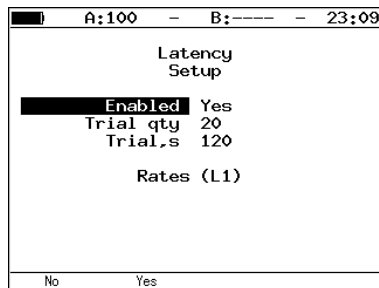 A:100 – B:---- – 23:09
Latency
Setup
Enabled Yes
Trial qty 20
Trial,s 120
Rates (L1)
No Yes